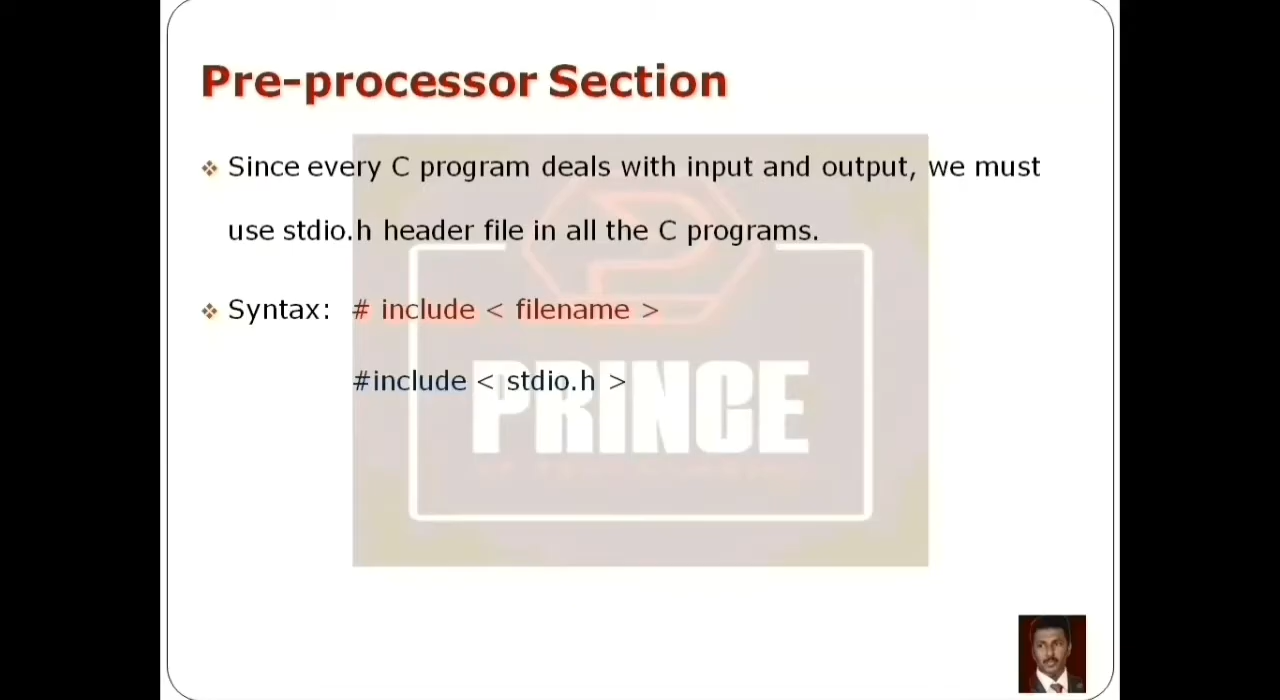 Pre-processor Section
Since every C program deals with input and output, we must
use stdio.h header file in all the C programs.
Syntax: # include < filename >
#include < stdio.h >
PRINCE